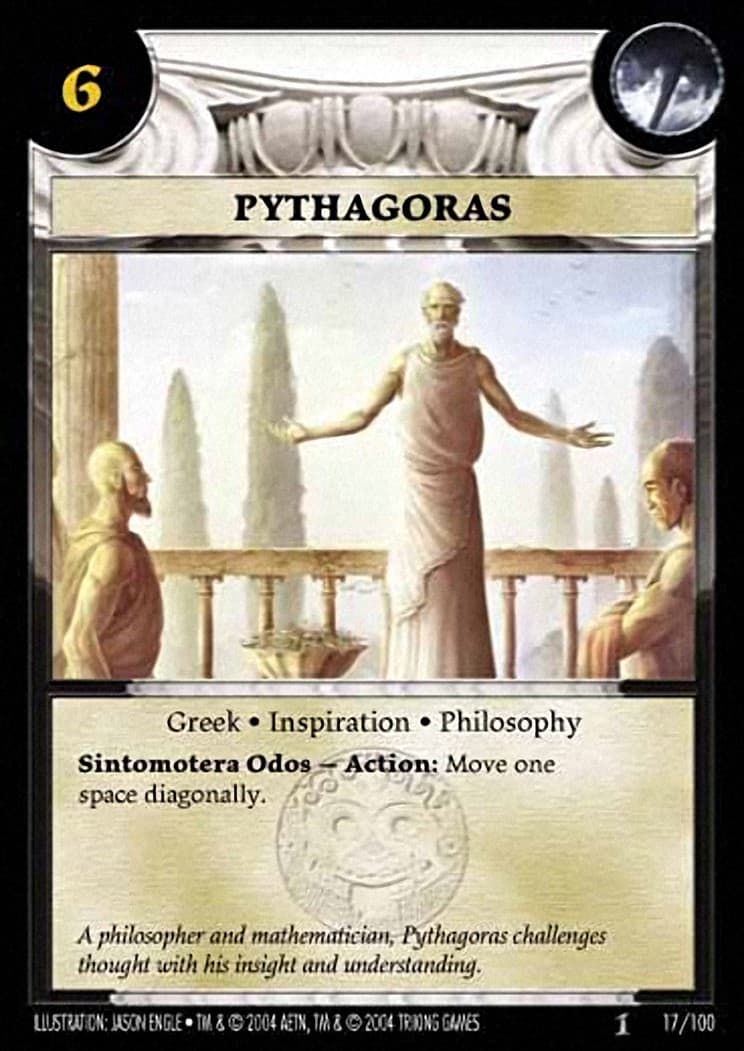 6
PYTHAGORAS
Greek • Inspiration • Philosophy
Sintomotera Odos – Action: Move one
space diagonally.
A philosopher and mathematician, Pythagoras challenges
thought with his insight and understanding.
ILLUSTRATION: JASON ENGLE • TM & © 2004 AETN, TM & © 2004 TRIKING GAMES 1 17/100